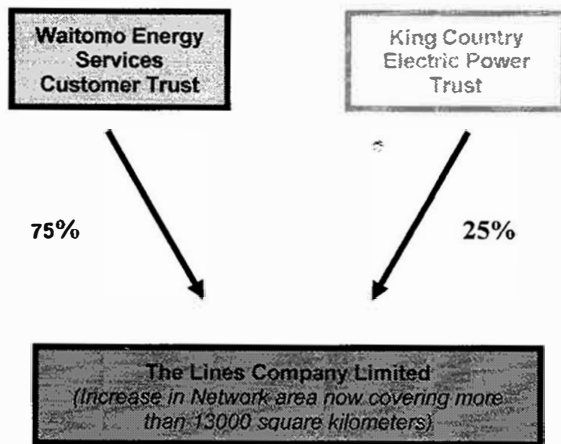 Waitomo Energy
Services
Customer Trust
King Country
Electric Power
Trust
75%
25%
The Lines Company Limited
(Increase in Network area now covering more
than 13000 square kilometers)